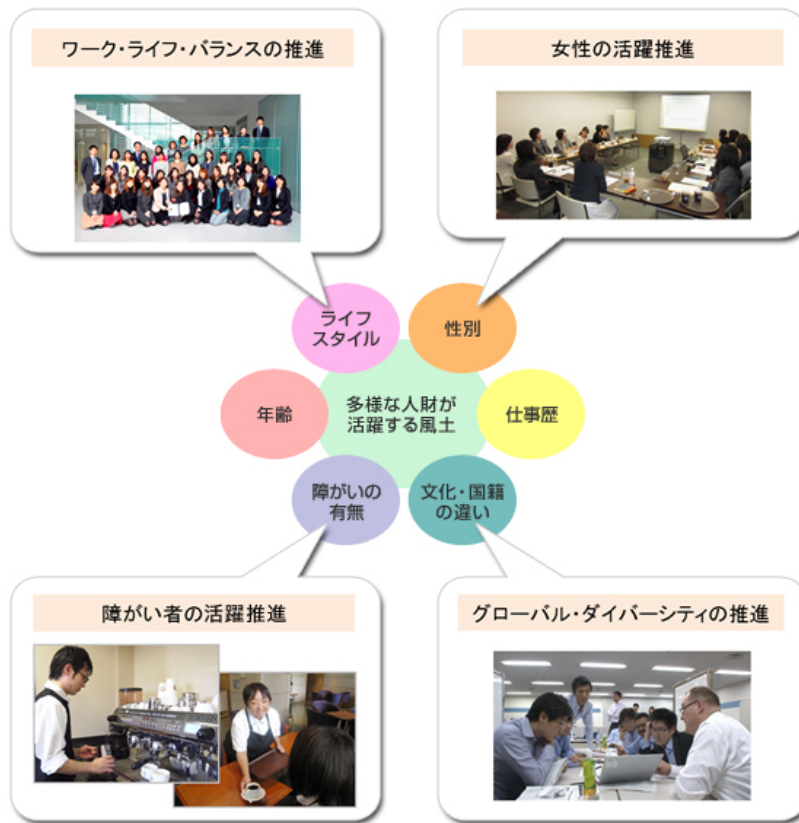 ワーク・ライフ・バランスの推進
女性の活躍推進
ライフ
スタイル
性別
年齢
多様な人財が
活躍する風土
仕事歴
障がいの
有無
文化・国籍
の違い
障がい者の活躍推進
グローバル・ダイバーシティの推進